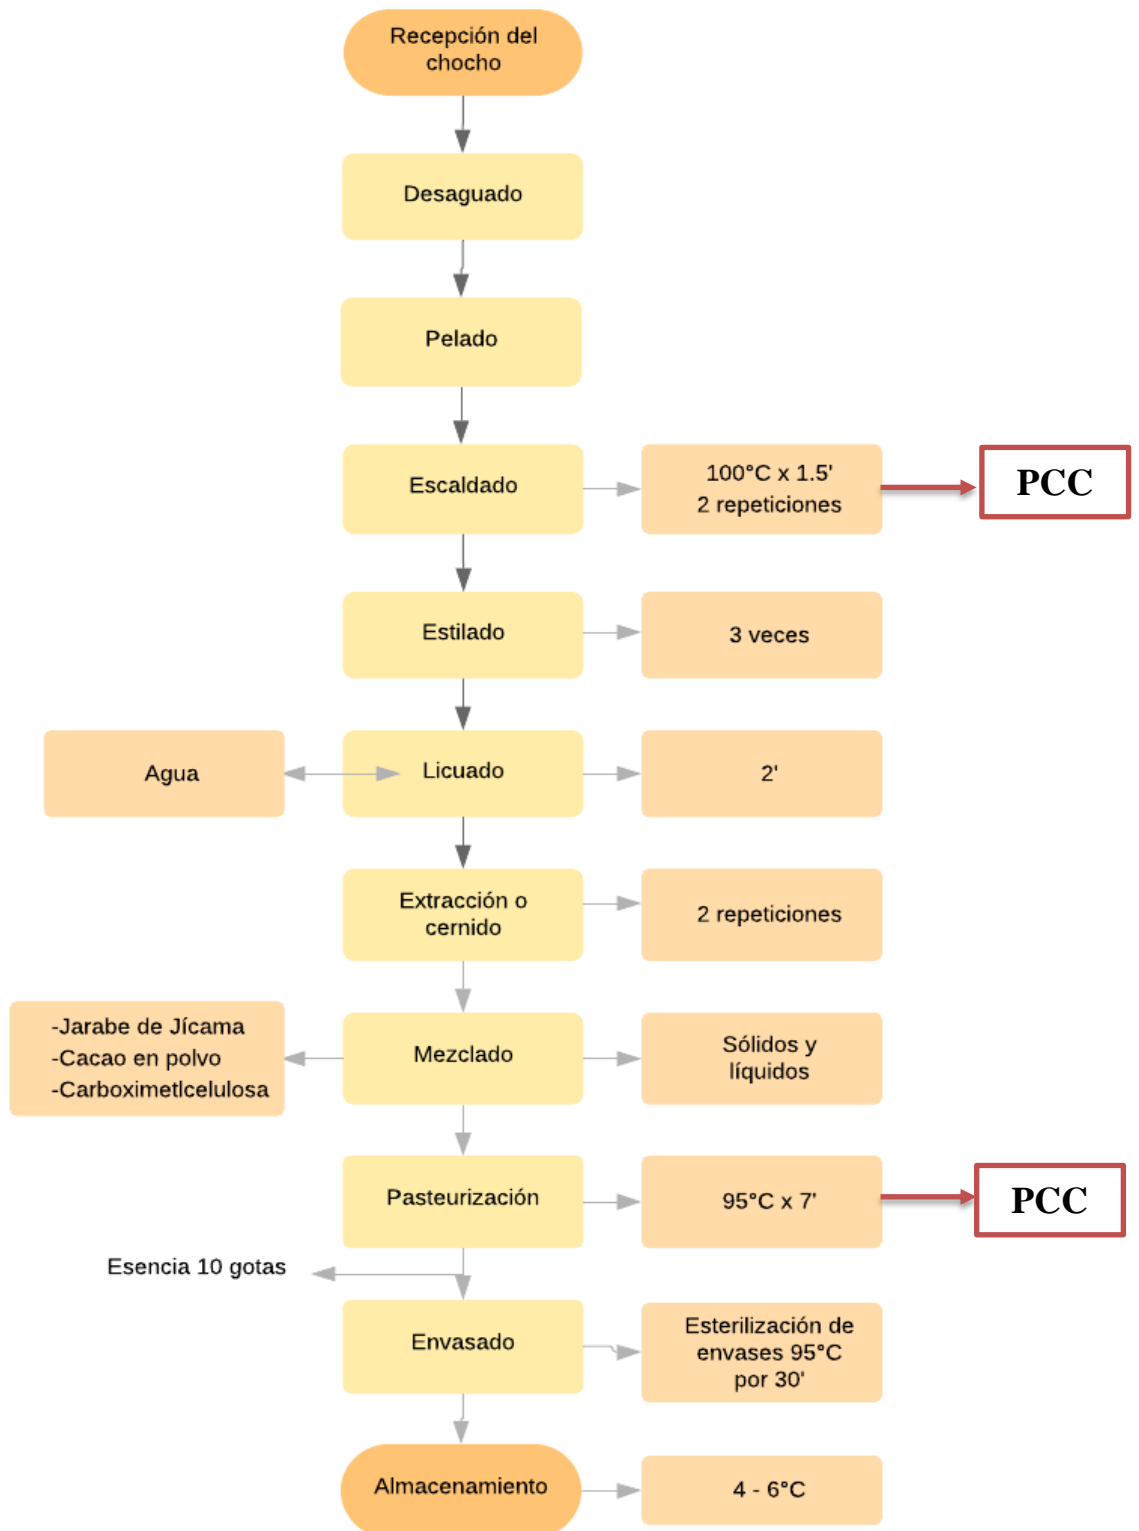 Recepción del
chocho
Desaguado
Pelado
Escaldado
100°C x 1.5'
2 repeticiones
PCC
Estilado
3 veces
Agua
Licuado
2'
Extracción o
cernido
2 repeticiones
-Jarabe de Jícama
-Cacao en polvo
-Carboximetlcelulosa
Mezclado
Sólidos y
líquidos
Pasteurización
95°C x 7'
PCC
Esencia 10 gotas
Envasado
Esterilización de
envases 95°C
por 30'
Almacenamiento
4 - 6°C